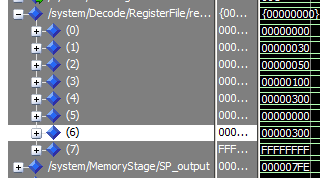 /system/Decode/RegisterFile/re... {00... {00000000}
(0) 000... 00000000
(1) 000... 00000030
(2) 000... 00000050
(3) 000... 00000100
(4) 000... 00000300
(5) 000... 00000000
(6) 000... 00000300
(7) FFF... FFFFFFFF
/system/MemoryStage/SP_output 000... 000007FE